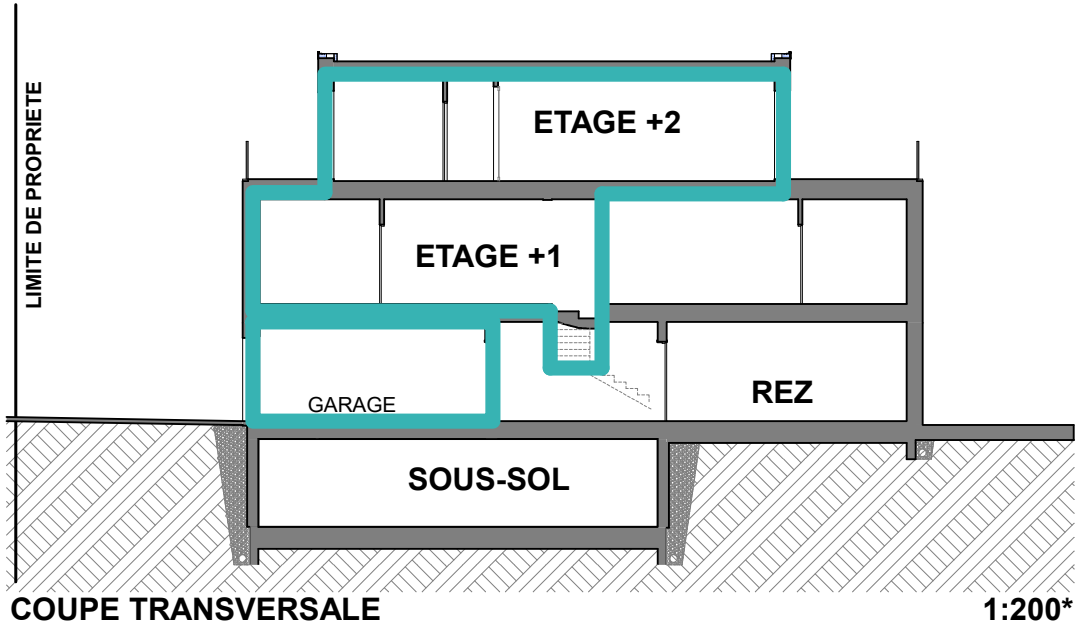 LIMITE DE PROPRIETE
ETAGE +2
ETAGE +1
GARAGE
REZ
SOUS-SOL
COUPE TRANSVERSALE
1:200*